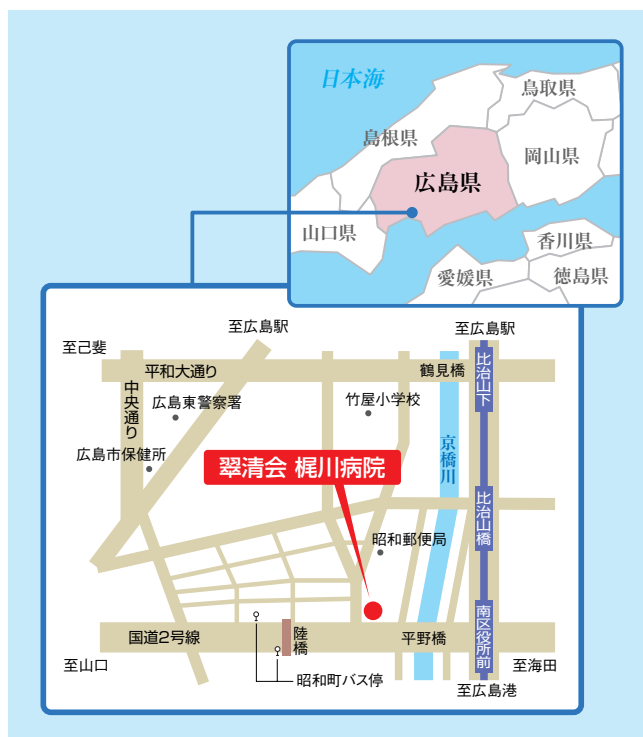 日本海
鳥取県
島根県
岡山県
広島県
山口県
香川県
愛媛県
徳島県
至広島駅
至広島駅
至己斐
平和大通り
鶴見橋
中央通り
比治山下
広島東警察署
竹屋小学校
京橋川
広島市保健所
翠清会 梶川病院
比治山橋
昭和郵便局
南区役所前
国道2号線
陸橋
平野橋
至山口
至海田
昭和町バス停
至広島港